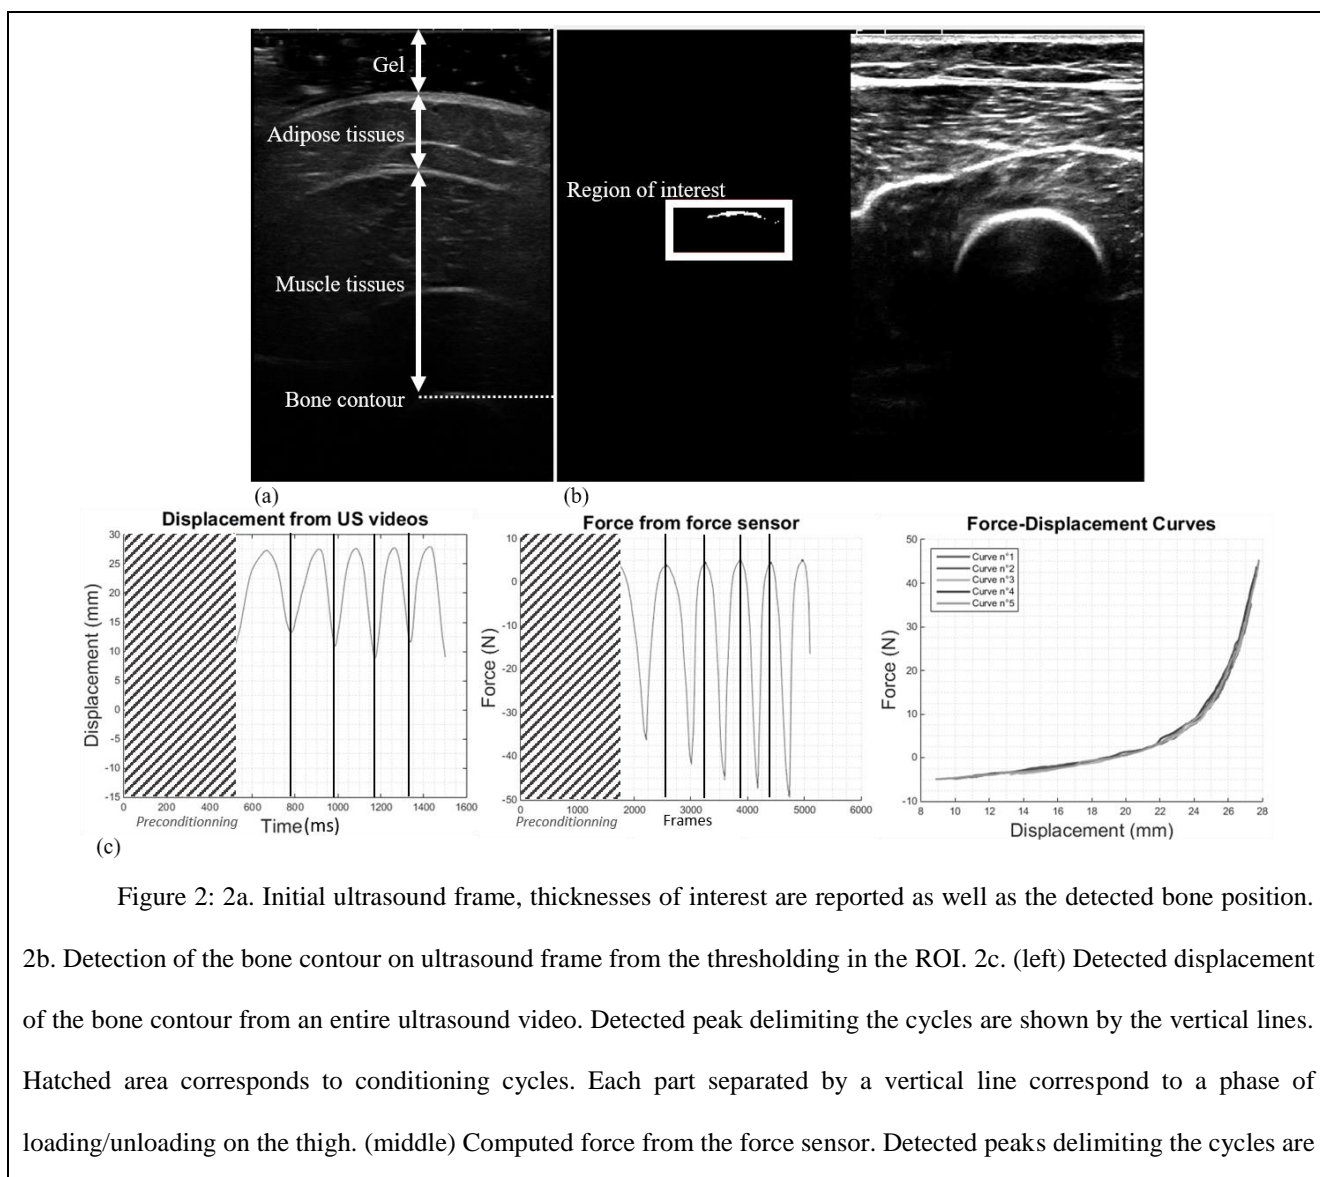 Gel
Adipose tissues
Region of interest
Muscle tissues
Bone contour
(a)
(b)
Displacement from US videos
Displacement (mm)
30
25
20
15
10
5
0
-5
-10
-15
0
200
400
600
800
1000
1200
1400
1600
Preconditionning
Time(ms)
Force from force sensor
Force (N)
10
0
-10
-20
-30
-40
-50
0
1000
2000
3000
4000
5000
6000
Preconditionning
Frames
Force-Displacement Curves
Curve n°1
Curve n°2
Curve n°3
Curve n°4
Curve n°5
Force (N)
50
40
30
20
10
0
-10
8
10
12
14
16
18
20
22
24
26
28
Displacement (mm)
(c)
Figure 2: 2a. Initial ultrasound frame, thicknesses of interest are reported as well as the detected bone position.
2b. Detection of the bone contour on ultrasound frame from the thresholding in the ROI. 2c. (left) Detected displacement
of the bone contour from an entire ultrasound video. Detected peak delimiting the cycles are shown by the vertical lines.
Hatched area corresponds to conditioning cycles. Each part separated by a vertical line correspond to a phase of
loading/unloading on the thigh. (middle) Computed force from the force sensor. Detected peaks delimiting the cycles are